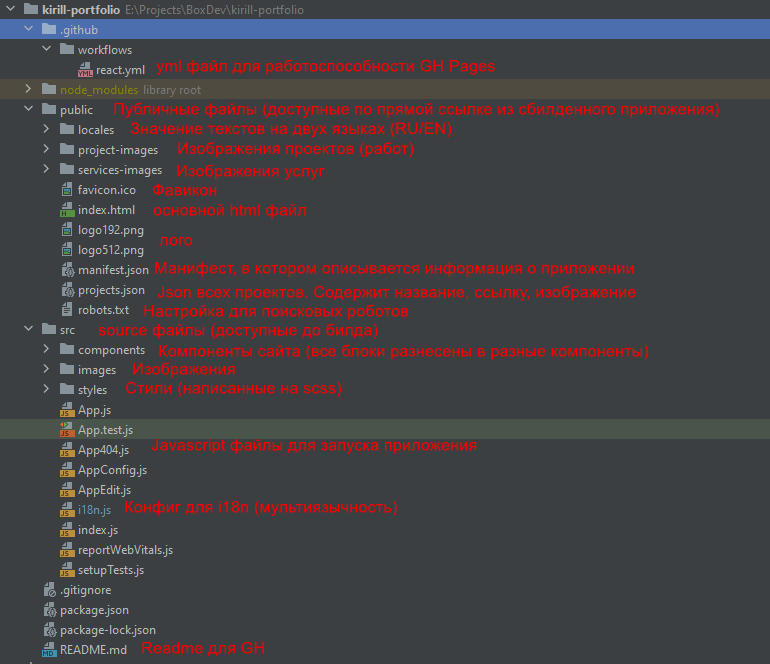 kirill-portfolio E:\Projects\BoxDev\kirill-portfolio
.github
workflows
react.yml yml файл для работоспособности GH Pages
node_modules library root
public Публичные файлы (доступные по прямой ссылке из сбилденного приложения)
locales Значение текстов на двух языках (RU/EN)
project-images Изображения проектов (работ)
services-images Изображения услуг
favicon.ico Фавикон
index.html основной html файл
logo192.png
лого
logo512.png
manifest.json Манифест, в котором описывается информация о приложении
projects.json Json всех проектов. Содержит название, ссылку, изображение
robots.txt Настройка для поисковых роботов
src source файлы (доступные до билда)
components Компоненты сайта (все блоки разнесены в разные компоненты)
images Изображения
styles Стили (написанные на scss)
App.js
App.test.js
App404.js Javascript файлы для запуска приложения
AppConfig.js
AppEdit.js
i18n.js Конфиг для i18n (мультиязычность)
index.js
reportWebVitals.js
setupTests.js
.gitignore
package.json
package-lock.json
README.md Readme для GH